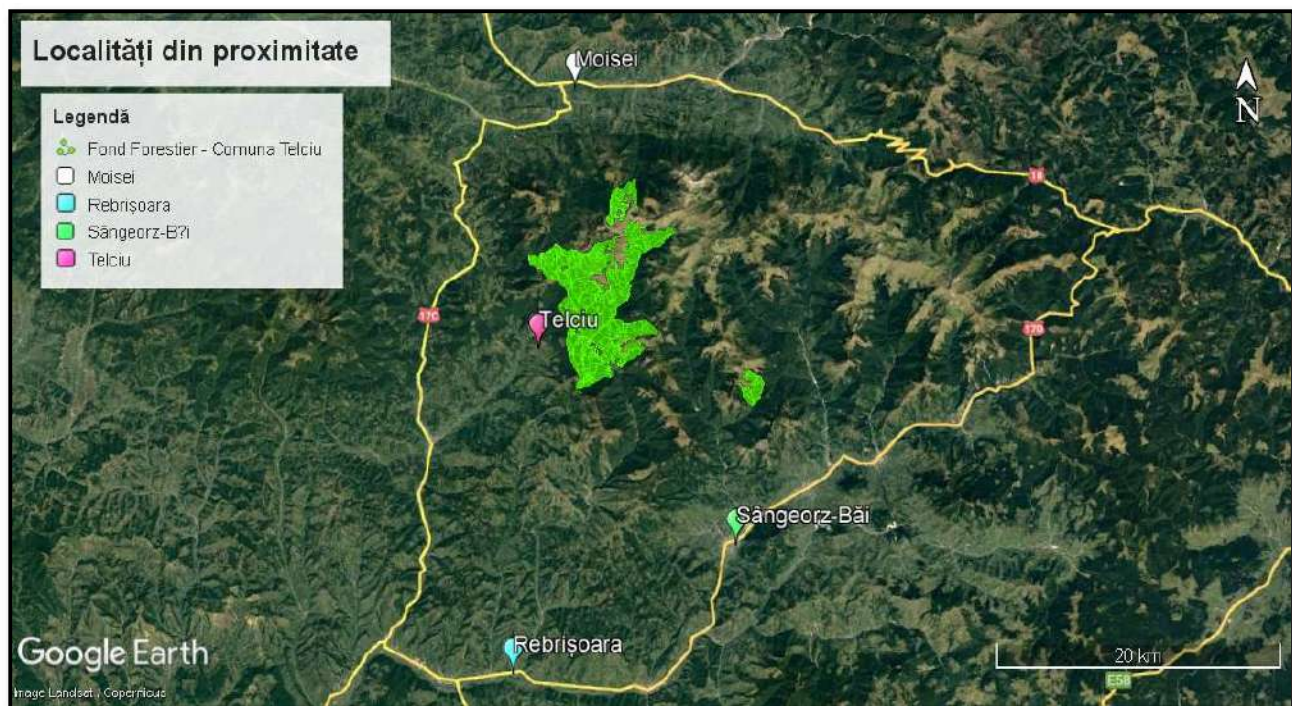 Localități din proximitate
Legendă
Fond Forestier - Comuna Telciu
Moisei
Rebrișoara
Sângeorz-B?i
Telciu
Moisei
N
18
17C
Telciu
17D
Sângeorz-Băi
Rebrișoara
Google Earth
Image Landsat / Copernicus
20 km
E58